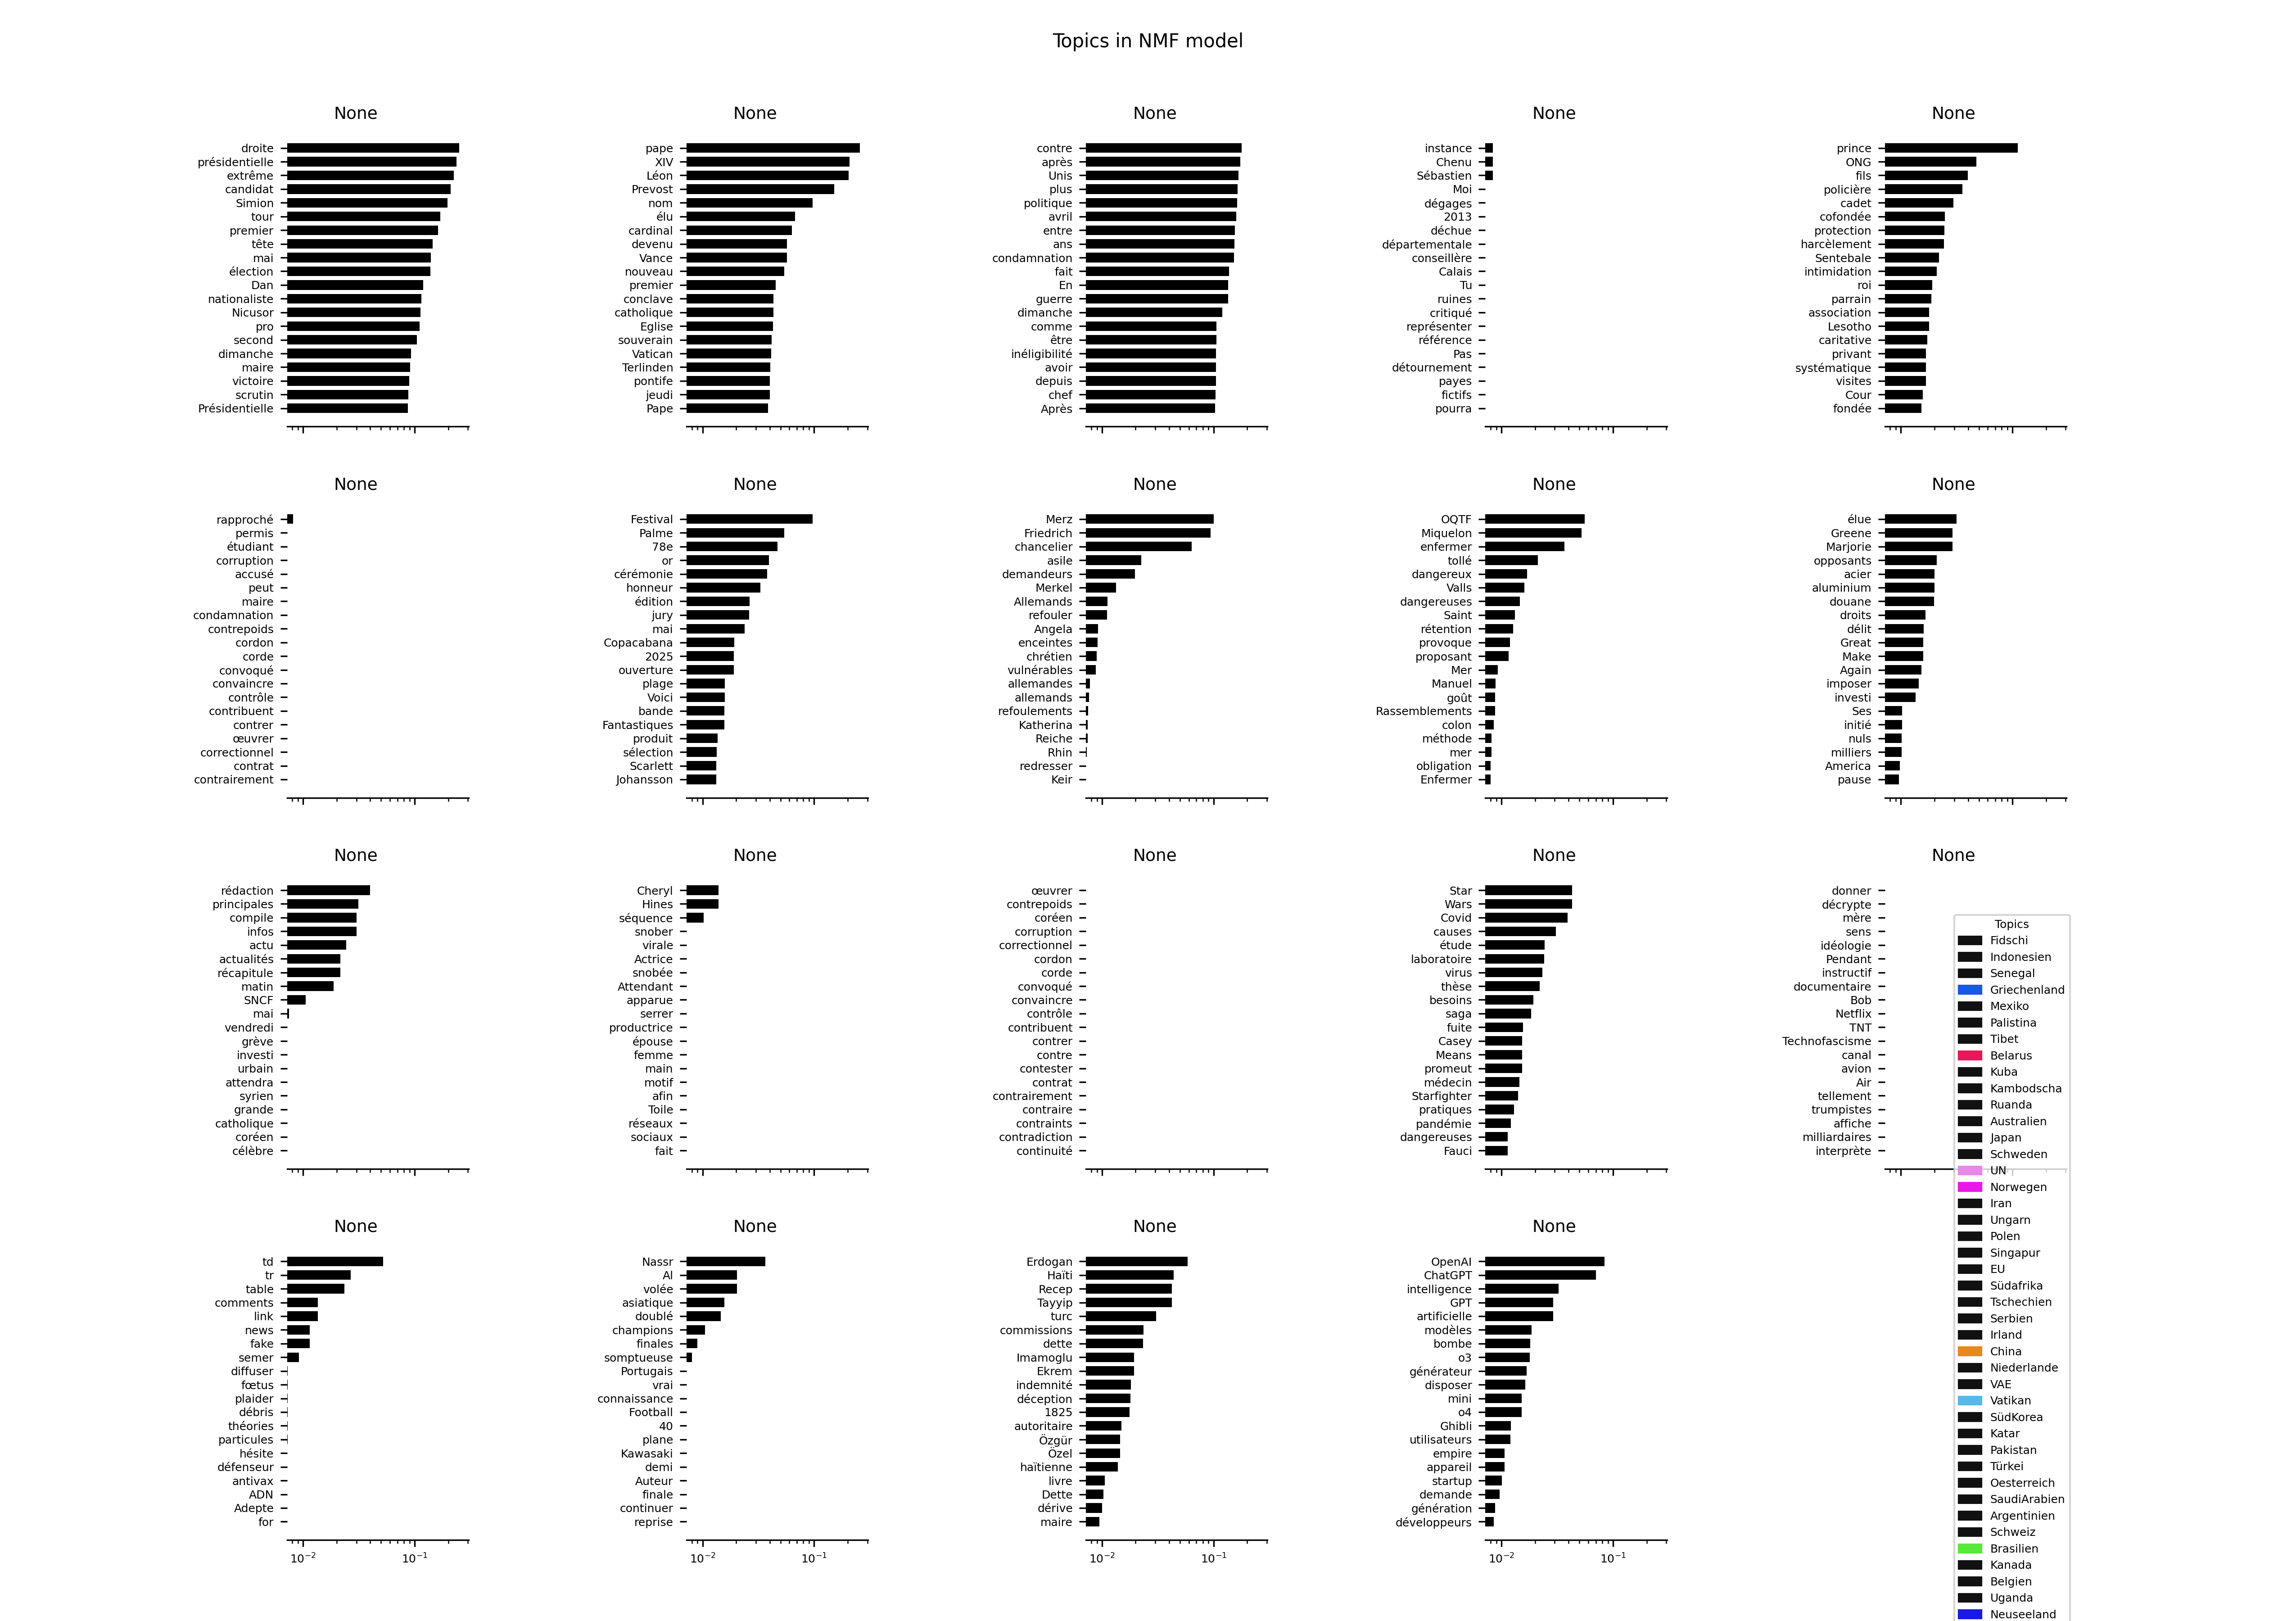 Topics in NMF model
None
droite
présidentielle
extrême
candidat
Simion
tour
premier
tête
mai
élection
Dan
nationaliste
Nicusor
pro
second
dimanche
maire
victoire
scrutin
Présidentielle
None
pape
XIV
Léon
Prevost
nom
élu
cardinal
devenu
Vance
nouveau
premier
conclave
catholique
Eglise
souverain
Vatican
Terlinden
pontife
jeudi
Pape
None
contre
après
Unis
plus
politique
avril
entre
ans
condamnation
fait
En
guerre
dimanche
comme
être
inéligibilité
avoir
depuis
chef
Après
None
instance
Chenu
Sébastien
Moi
dégages
2013
déchue
départementale
conseillère
Calais
Tu
ruines
critiqué
représenter
référence
Pas
détournement
payes
fictifs
pourra
None
prince
ONG
fils
policière
cadet
cofondée
protection
harcèlement
Sentebale
intimidation
roi
parrain
association
Lesotho
caritative
privant
systématique
visites
Cour
fondée
None
rapproché
permis
étudiant
corruption
accusé
peut
maire
condamnation
contrepoids
cordon
corde
convoqué
convaincre
contrôle
contribuent
contrer
œuvrer
correctionnel
contrat
contrairement
None
Festival
Palme
78e
or
cérémonie
honneur
édition
jury
mai
Copacabana
2025
ouverture
plage
Voici
bande
Fantastiques
produit
sélection
Scarlett
Johansson
None
Merz
Friedrich
chancelier
asile
demandeurs
Merkel
Allemands
refouler
Angela
enceintes
chrétien
vulnérables
allemandes
allemands
refoulements
Katherina
Reiche
Rhin
redresser
Keir
None
OQTF
Miquelon
enfermer
tollé
dangereux
Valls
dangereuses
Saint
rétention
provoque
proposant
Mer
Manuel
goût
Rassemblements
colon
méthode
mer
obligation
Enfermer
None
élue
Greene
Marjorie
opposants
acier
aluminium
douane
droits
délit
Great
Make
Again
imposer
investi
Ses
initié
nuls
milliers
America
pause
None
rédaction
principales
compile
infos
actu
actualités
récapitule
matin
SNCF
mai
vendredi
grève
investi
urbain
attendra
syrien
grande
catholique
coréen
célèbre
None
Cheryl
Hines
séquence
snober
virale
Actrice
snobée
Attendant
apparue
serrer
productrice
épouse
femme
main
motif
afin
Toile
réseaux
sociaux
fait
None
œuvrer
contrepoids
coréen
corruption
correctionnel
cordon
corde
convoqué
convaincre
contrôle
contribuent
contrer
contre
contester
contrat
contrairement
contraire
contraints
contradiction
continuité
None
Star
Wars
Covid
causes
étude
laboratoire
virus
thèse
besoins
saga
fuite
Casey
Means
promeut
médecin
Starfighter
pratiques
pandémie
dangereuses
Fauci
None
donner
décrypte
mère
sens
idéologie
Pendant
instructif
documentaire
Bob
Netflix
TNT
Technofascisme
canal
avion
Air
tellement
trumpistes
affiche
milliardaires
interprète
None
td
tr
table
comments
link
news
fake
semer
diffuser
fœtus
plaider
débris
théories
particules
hésite
défenseur
antivax
ADN
Adepte
for
10⁻² 10⁻¹
None
Nassr
Al
volée
asiatique
doublé
champions
finales
somptueuse
Portugais
vrai
connaissance
Football
40
plane
Kawasaki
demi
Auteur
finale
continuer
reprise
10⁻² 10⁻¹
None
Erdogan
Haïti
Recep
Tayyip
turc
commissions
dette
Imamoglu
Ekrem
indemnité
déception
1825
autoritaire
Özgür
Özel
haïtienne
livre
Dette
dérive
maire
10⁻² 10⁻¹
None
OpenAI
ChatGPT
intelligence
GPT
artificielle
modèles
bombe
o3
générateur
disposer
mini
o4
Ghibli
utilisateurs
empire
appareil
startup
demande
génération
développeurs
10⁻² 10⁻¹
Topics
Fidschi
Indonesien
Senegal
Griechenland
Mexiko
Palistina
Tibet
Belarus
Kuba
Kambodscha
Ruanda
Australien
Japan
Schweden
UN
Norwegen
Iran
Ungarn
Polen
Singapur
EU
Südafrika
Tschechien
Serbien
Irland
China
Niederlande
VAE
Vatikan
SüdKorea
Katar
Pakistan
Türkei
Oesterreich
SaudiArabien
Argentinien
Schweiz
Brasilien
Kanada
Belgien
Uganda
Neuseeland